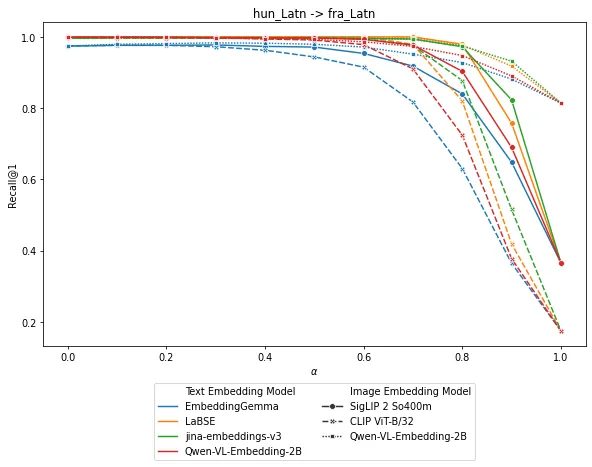 hun_Latn -> fra_Latn
Recall@1
1.0
0.8
0.6
0.4
0.2
0.0 0.2 0.4 0.6 0.8 1.0
α
Text Embedding Model Image Embedding Model
EmbeddingGemma SigLIP 2 So400m
LaBSE CLIP ViT-B/32
jina-embeddings-v3 Qwen-VL-Embedding-2B
Qwen-VL-Embedding-2B